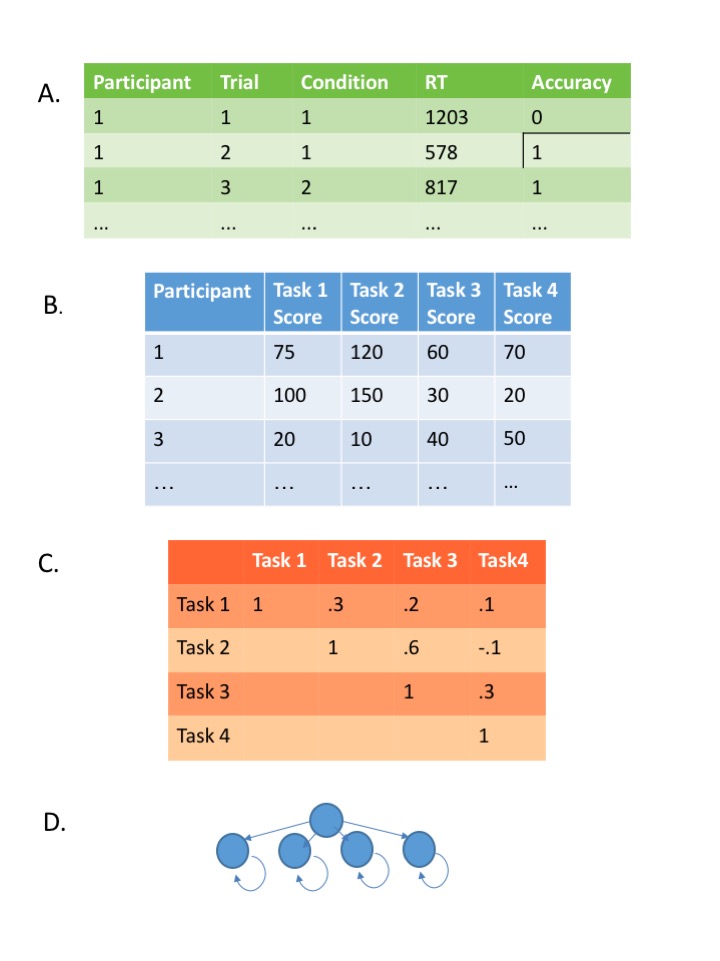 A.
Participant Trial Condition RT Accuracy
1 1 1 1203 0
1 2 1 578 1
1 3 2 817 1
... ... ... ... ...
B.
Participant Task 1 Score Task 2 Score Task 3 Score Task 4 Score
1 75 120 60 70
2 100 150 30 20
3 20 10 40 50
... ... ... ... ...
C.
Task 1 Task 2 Task 3 Task4
Task 1 1 .3 .2 .1
Task 2 1 .6 -.1
Task 3 1 .3
Task 4 1
D.